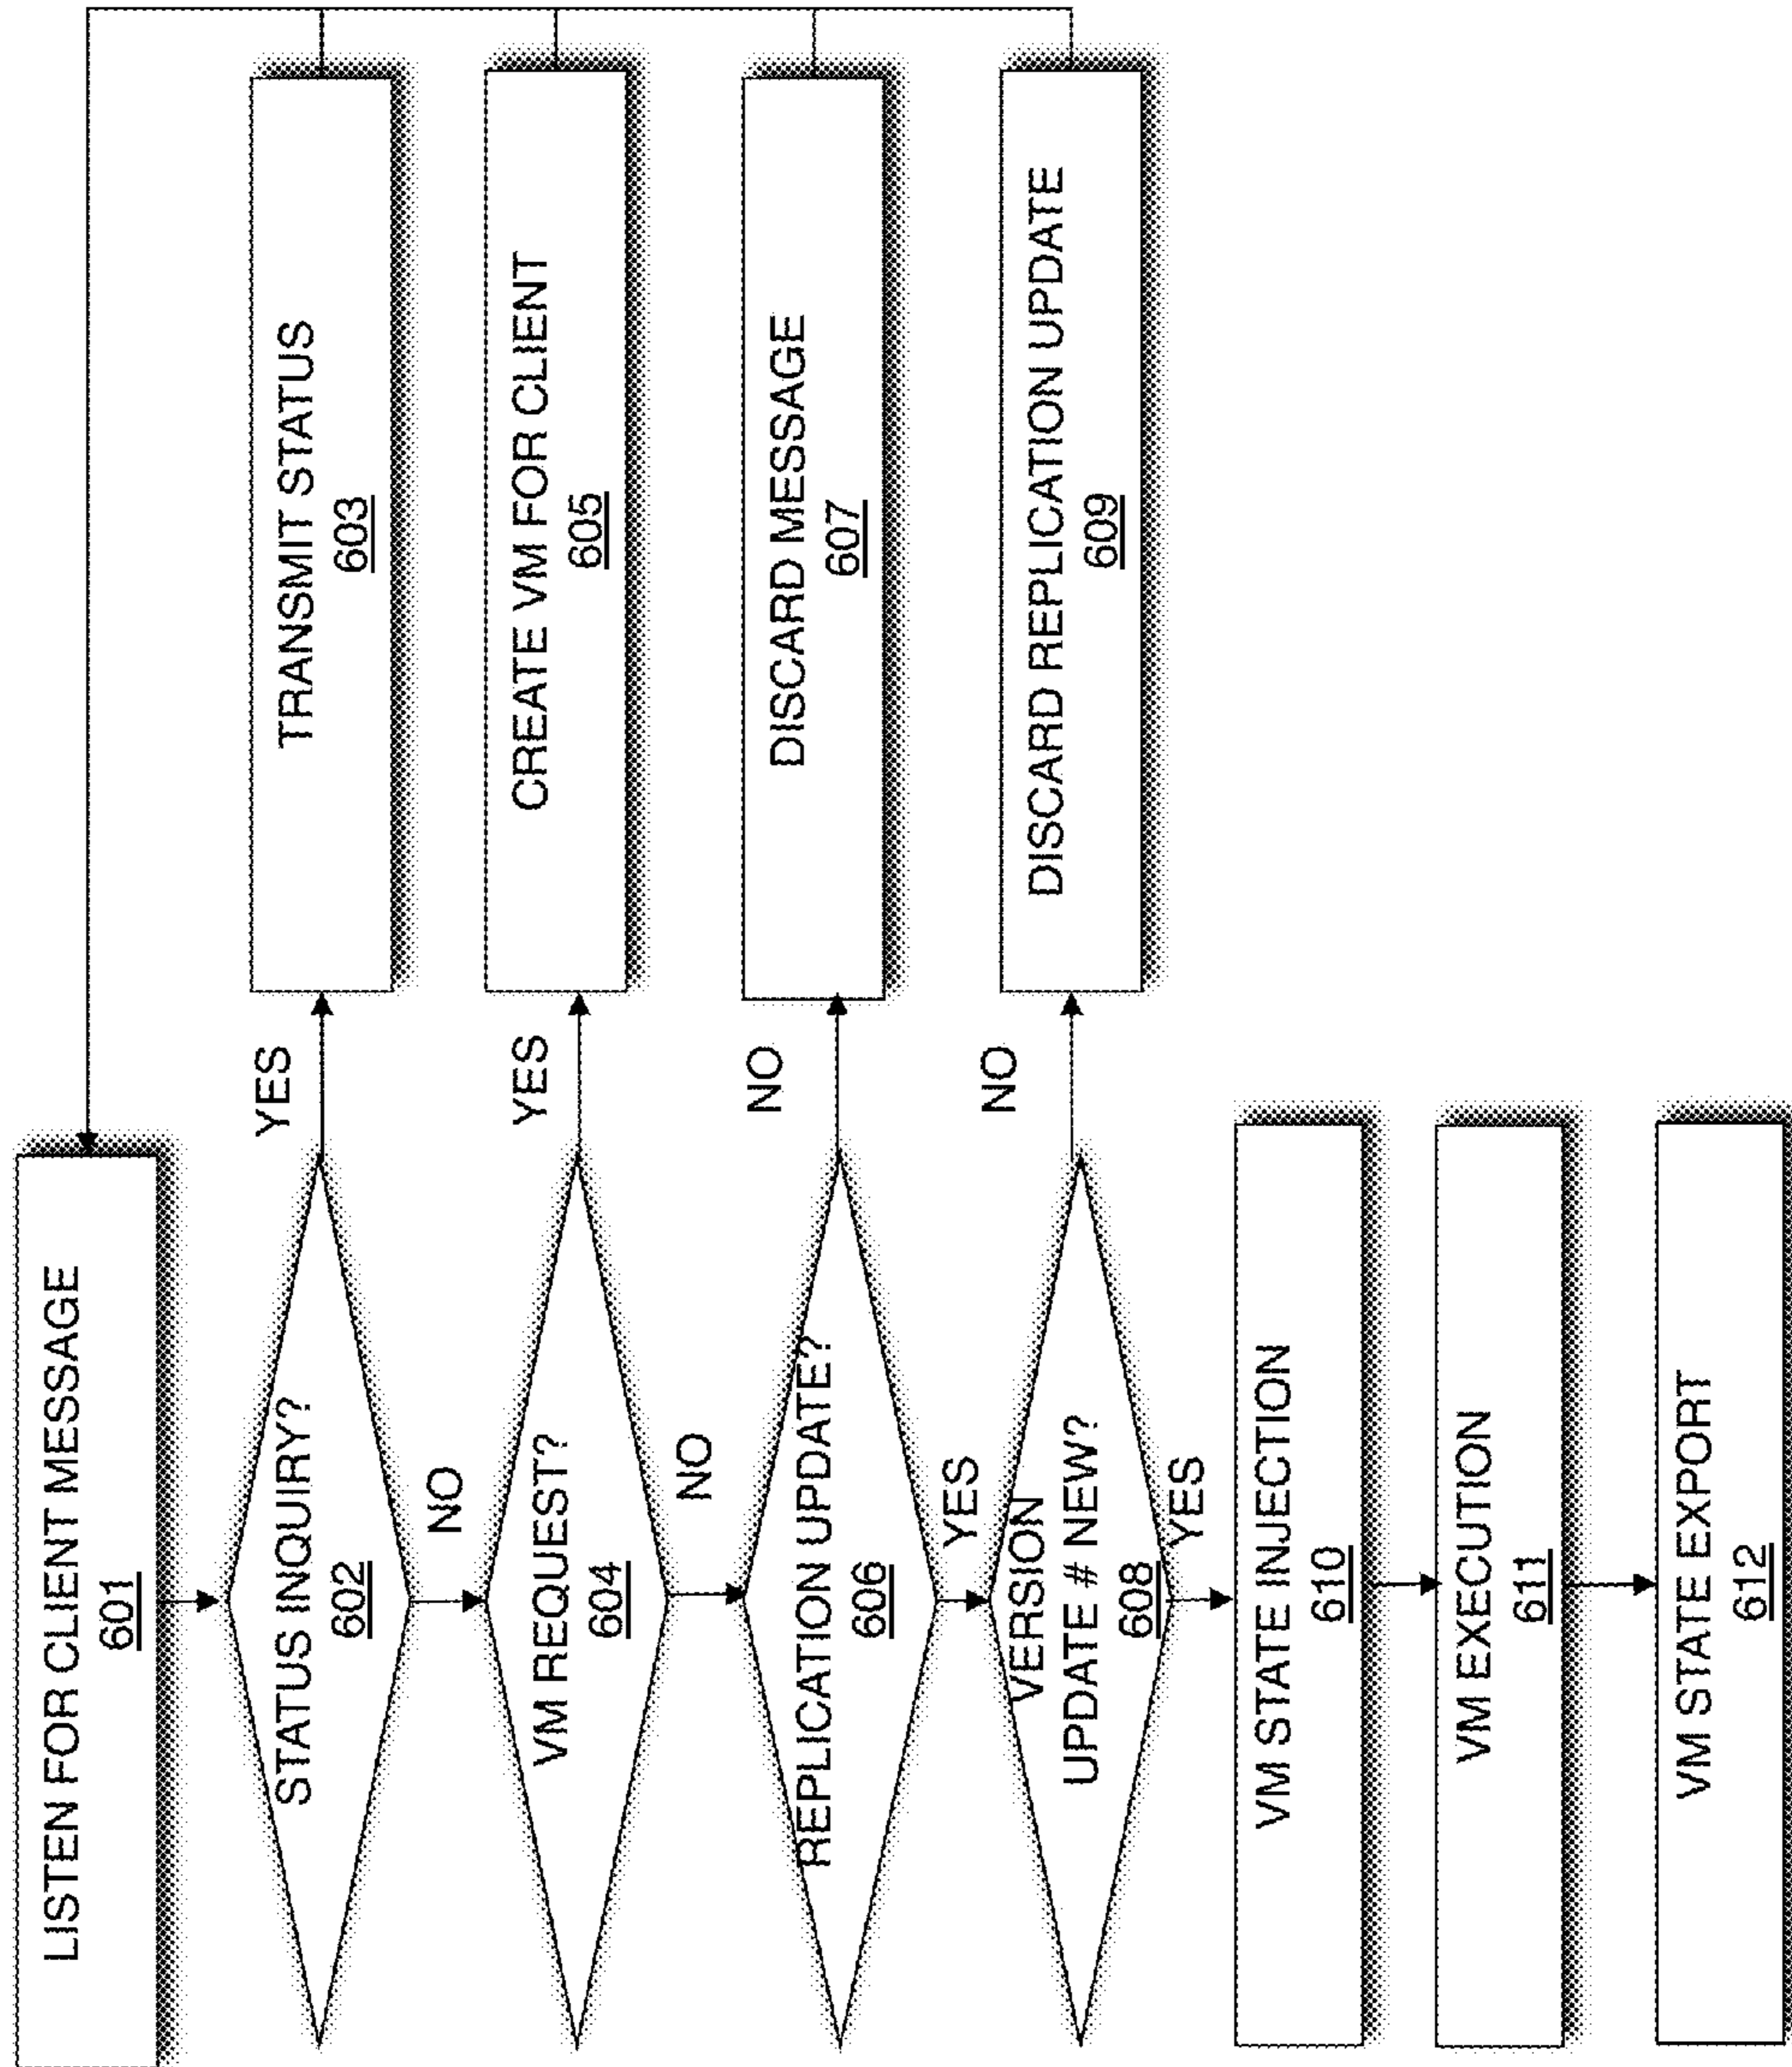 LISTEN FOR CLIENT MESSAGE
601
STATUS INQUIRY?
602
YES
TRANSMIT STATUS
603
NO
VM REQUEST?
604
YES
CREATE VM FOR CLIENT
605
NO
REPLICATION UPDATE?
606
NO
DISCARD MESSAGE
607
YES
VERSION
UPDATE # NEW?
608
NO
DISCARD REPLICATION UPDATE
609
YES
VM STATE INJECTION
610
VM EXECUTION
611
VM STATE EXPORT
612